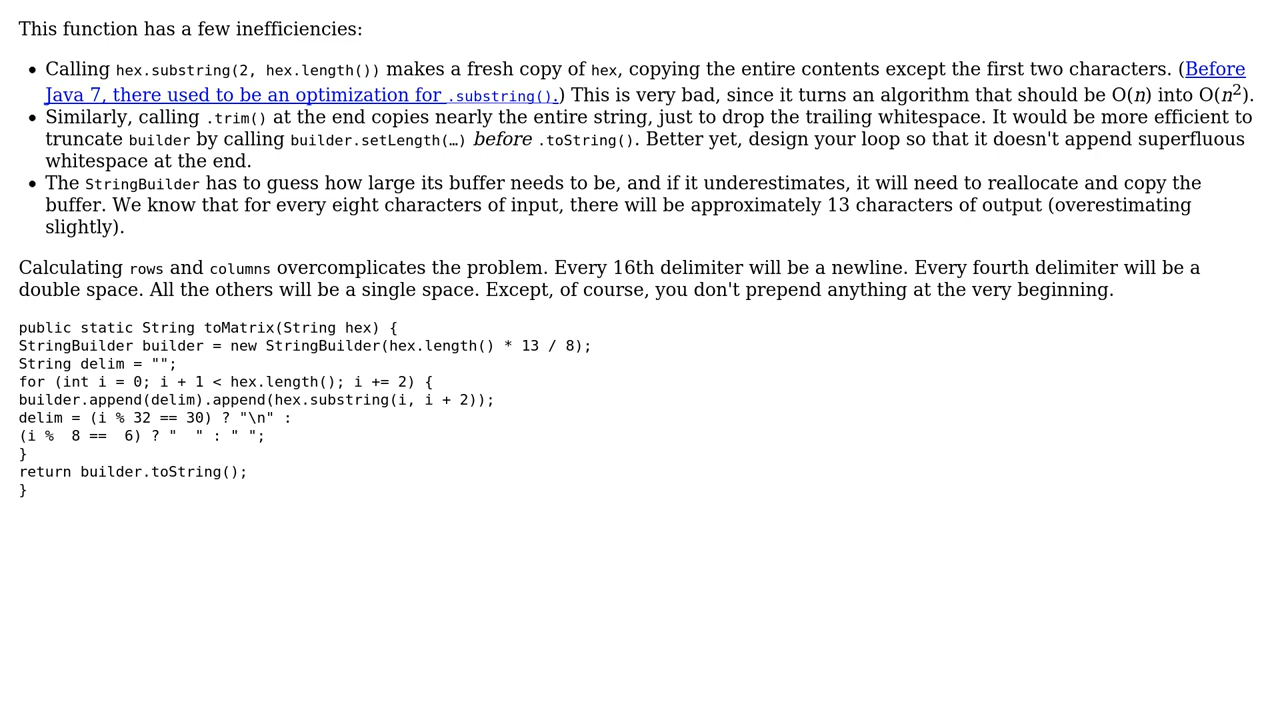 This function has a few inefficiencies:
• Calling hex.substring(2, hex.length()) makes a fresh copy of hex, copying the entire contents except the first two characters. (Before
Java 7, there used to be an optimization for .substring().) This is very bad, since it turns an algorithm that should be O(n) into O(n²).
• Similarly, calling .trim() at the end copies nearly the entire string, just to drop the trailing whitespace. It would be more efficient to
truncate builder by calling builder.setLength(…) before .toString(). Better yet, design your loop so that it doesn't append superfluous
whitespace at the end.
• The StringBuilder has to guess how large its buffer needs to be, and if it underestimates, it will need to reallocate and copy the
buffer. We know that for every eight characters of input, there will be approximately 13 characters of output (overestimating
slightly).
Calculating rows and columns overcomplicates the problem. Every 16th delimiter will be a newline. Every fourth delimiter will be a
double space. All the others will be a single space. Except, of course, you don't prepend anything at the very beginning.
public static String toMatrix(String hex) {
StringBuilder builder = new StringBuilder(hex.length() * 13 / 8);
String delim = "";
for (int i = 0; i + 1 < hex.length(); i += 2) {
builder.append(delim).append(hex.substring(i, i + 2));
delim = (i % 32 == 30) ? "\n" :
(i %  8 ==  6) ? "  " : " ";
}
return builder.toString();
}